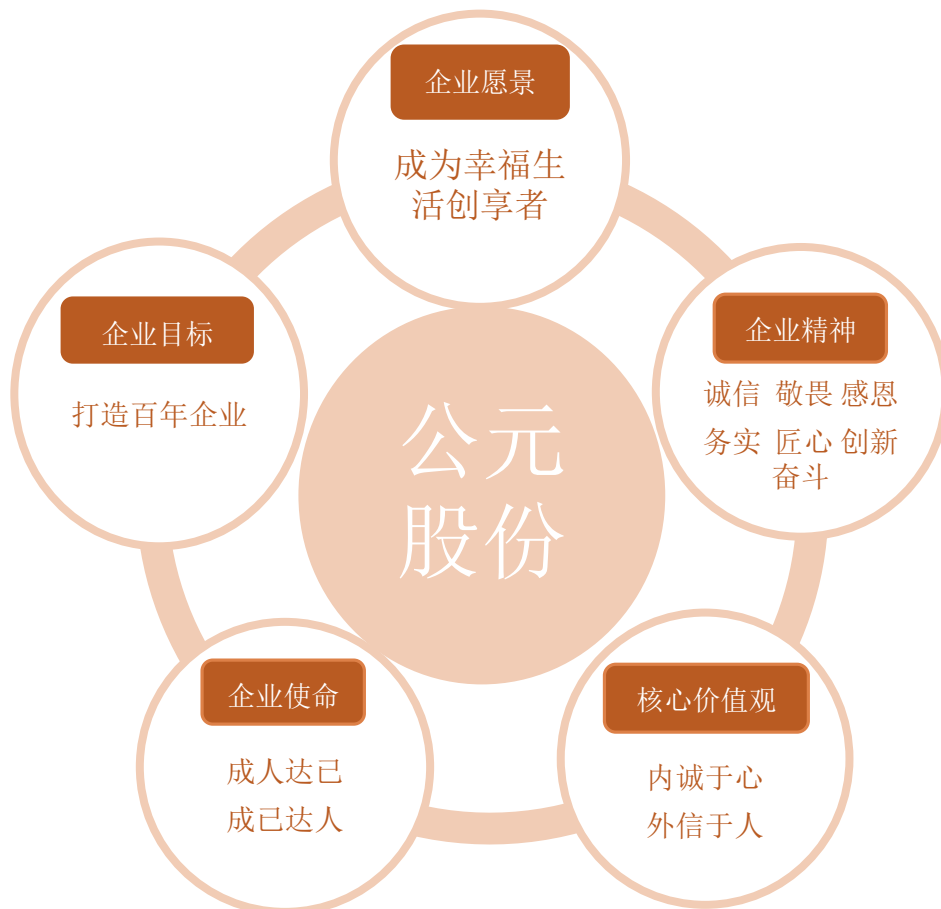 企业愿景
成为幸福生
活创享者
企业精神
诚信 敬畏 感恩
务实 匠心 创新
奋斗
核心价值观
内诚于心
外信于人
企业使命
成人达已
成已达人
企业目标
打造百年企业
公元
股份